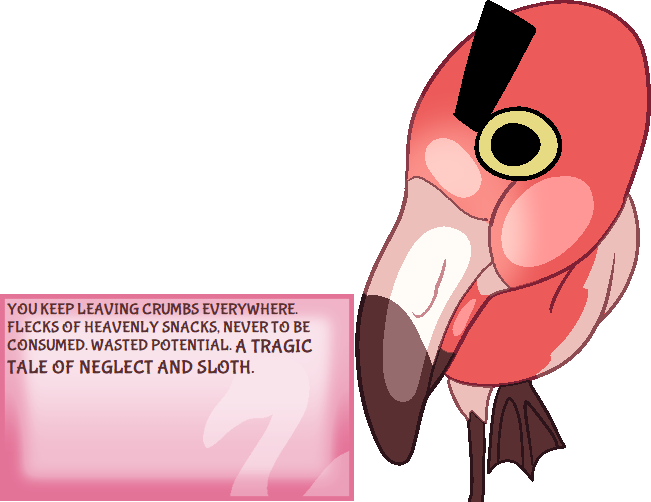 YOU KEEP LEAVING CRUMBS EVERYWHERE.
FLECKS OF HEAVENLY SNACKS, NEVER TO BE
CONSUMED. WASTED POTENTIAL. A TRAGIC
TALE OF NEGLECT AND SLOTH.